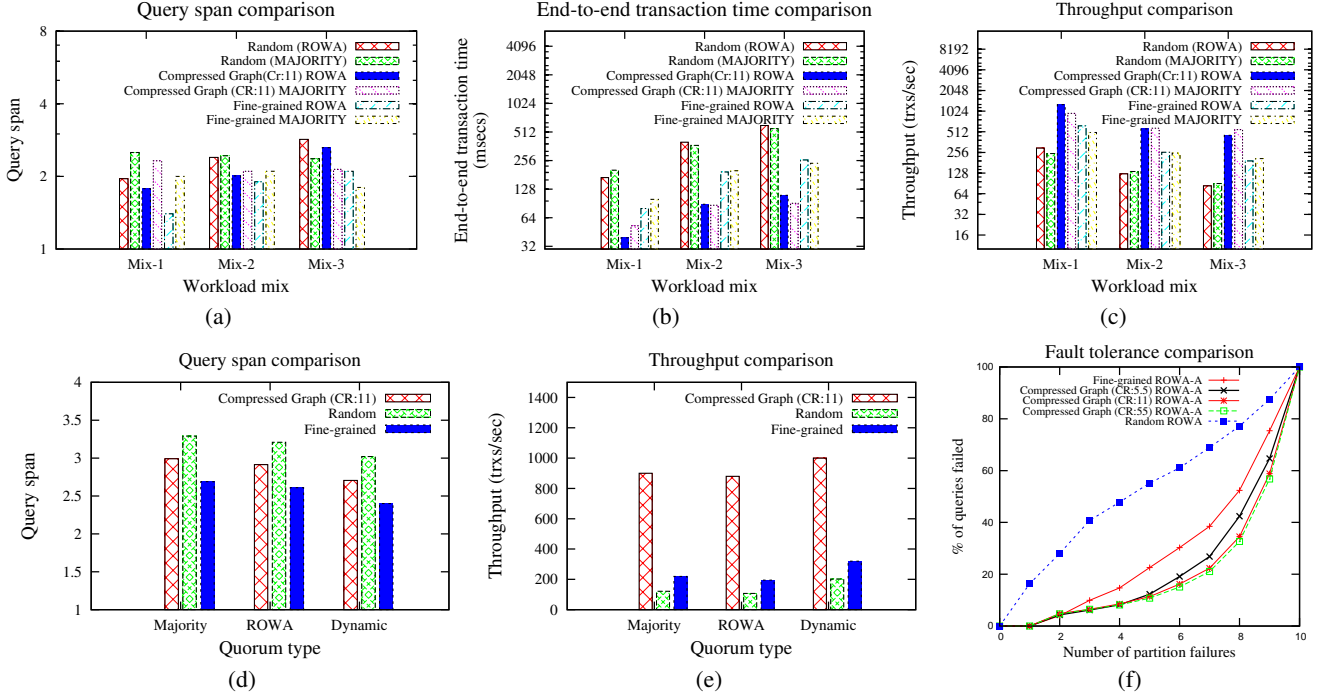 Query span comparison
8
4
2
1
Query span
Random (ROWA)
Random (MAJORITY)
Compressed Graph(Cr:11) ROWA
Compressed Graph (CR:11) MAJORITY
Fine-grained ROWA
Fine-grained MAJORITY
Mix-1 Mix-2 Mix-3
Workload mix
(a)
End-to-end transaction time comparison
4096
2048
1024
512
256
128
64
32
End-to-end transaction time
(msecs)
Random (ROWA)
Random (MAJORITY)
Compressed Graph(Cr:11) ROWA
Compressed Graph (CR:11) MAJORITY
Fine-grained ROWA
Fine-grained MAJORITY
Mix-1 Mix-2 Mix-3
Workload mix
(b)
Throughput comparison
8192
4096
2048
1024
512
256
128
64
32
16
Throughput (trxs/sec)
Random (ROWA)
Random (MAJORITY)
Compressed Graph(Cr:11) ROWA
Compressed Graph (CR:11) MAJORITY
Fine-grained ROWA
Fine-grained MAJORITY
Mix-1 Mix-2 Mix-3
Workload mix
(c)
Query span comparison
4
3.5
3
2.5
2
1.5
1
Query span
Compressed Graph (CR:11)
Random
Fine-grained
Majority ROWA Dynamic
Quorum type
(d)
Throughput comparison
1400
1200
1000
800
600
400
200
0
Throughput (trxs/sec)
Compressed Graph (CR:11)
Random
Fine-grained
Majority ROWA Dynamic
Quorum type
(e)
Fault tolerance comparison
100
80
60
40
20
0
% of queries failed
Fine-grained ROWA-A
Compressed Graph (CR:5.5) ROWA-A
Compressed Graph (CR:11) ROWA-A
Compressed Graph (CR:55) ROWA-A
Random ROWA
0 2 4 6 8 10
Number of partition failures
(f)